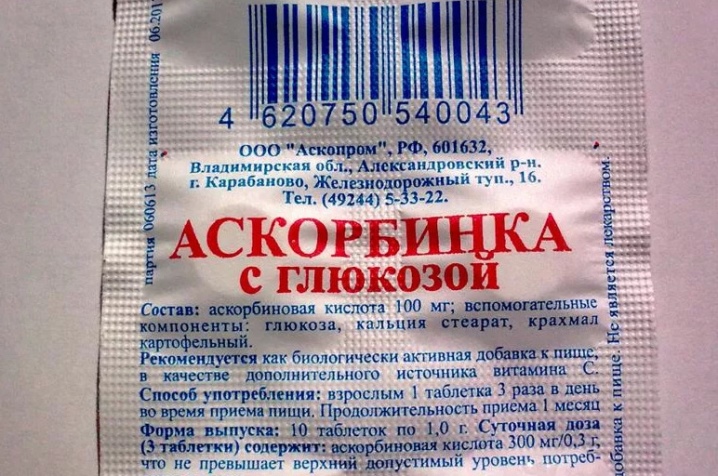 4 620750 540043
ООО "Аскопром", РФ, 601632,
Владимирская обл., Александровский р-н.
г. Карабаново, Железнодорожный туп., 16.
Тел. (49244) 5-33-22.
АСКОРБИНКА
с ГЛЮКОЗОЙ
Состав: аскорбиновая кислота 100 мг; вспомогательные
компоненты: глюкоза, кальция стеарат, крахмал
картофельный.
Рекомендуется как биологически активная добавка к пище,
в качестве дополнительного источника витамина С.
Способ употребления: взрослым 1 таблетка 3 раза в день
во время приема пищи. Продолжительность приема 1 месяц
Форма выпуска: 10 таблеток по 1,0 г. Суточная доза
(3 таблетки) содержит: аскорбиновая кислота 300 мг/0,3 г,
что не превышает верхний допустимый уровень потреб-
партия 060613 дата изготовления 06.201
добавка к пище. Не является лекарством.